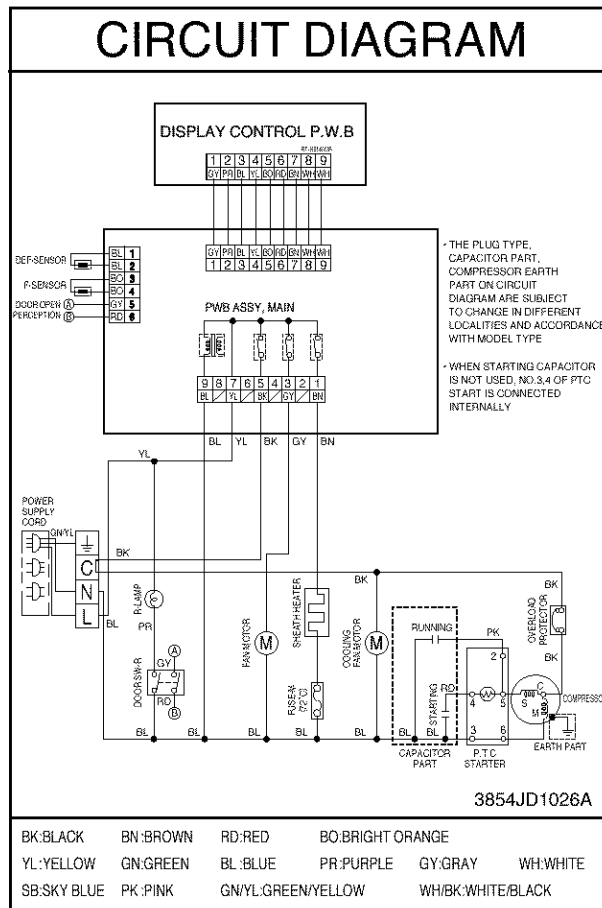 CIRCUIT DIAGRAM
DISPLAY CONTROL P.W.B
1 2 3 4 5 6 7 8 9
GY PR BL YL BO RD BN WH WH
GY PR BL YL BO RD BN WH WH
1 2 3 4 5 6 7 8 9
DEF-SENSOR
F-SENSOR
DOOR OPEN A
PERCEPTION B
BL 1
BL 2
BO 3
BO 4
GY 5
RD 6
PWB ASSY, MAIN
9 8 7 6 5 4 3 2 1
BL YL BK GY BN
BL YL BK GY BN
• THE PLUG TYPE,
CAPACITOR PART,
COMPRESSOR EARTH
PART ON CIRCUIT
DIAGRAM ARE SUBJECT
TO CHANGE IN DIFFERENT
LOCALITIES AND ACCORDANCE
WITH MODEL TYPE
• WHEN STARTING CAPACITOR
IS NOT USED, NO.3,4 OF PTC
START IS CONNECTED
INTERNALLY
YL
POWER
SUPPLY
CORD
GN/YL
C
N
L
BK
BL
R-LAMP
PR
DOOR SW-R
GY
A
RD
B
FAN MOTOR
M
SHEATH HEATER
FUSE-M
(72°C)
COOLING
FAN MOTOR
M
BK
RUNNING
STARTING
RD
PK
2
4 5
3 6
CAPACITOR
PART
P.T.C
STARTER
BK
OVERLOAD
PROTECTOR
BK
C
S
M
COMPRESSOR
EARTH PART
BL BL BL BL BL BL BL
3854JD1026A
BK:BLACK BN:BROWN RD:RED BO:BRIGHT ORANGE
YL:YELLOW GN:GREEN BL:BLUE PR:PURPLE GY:GRAY WH:WHITE
SB:SKY BLUE PK:PINK GN/YL:GREEN/YELLOW WH/BK:WHITE/BLACK